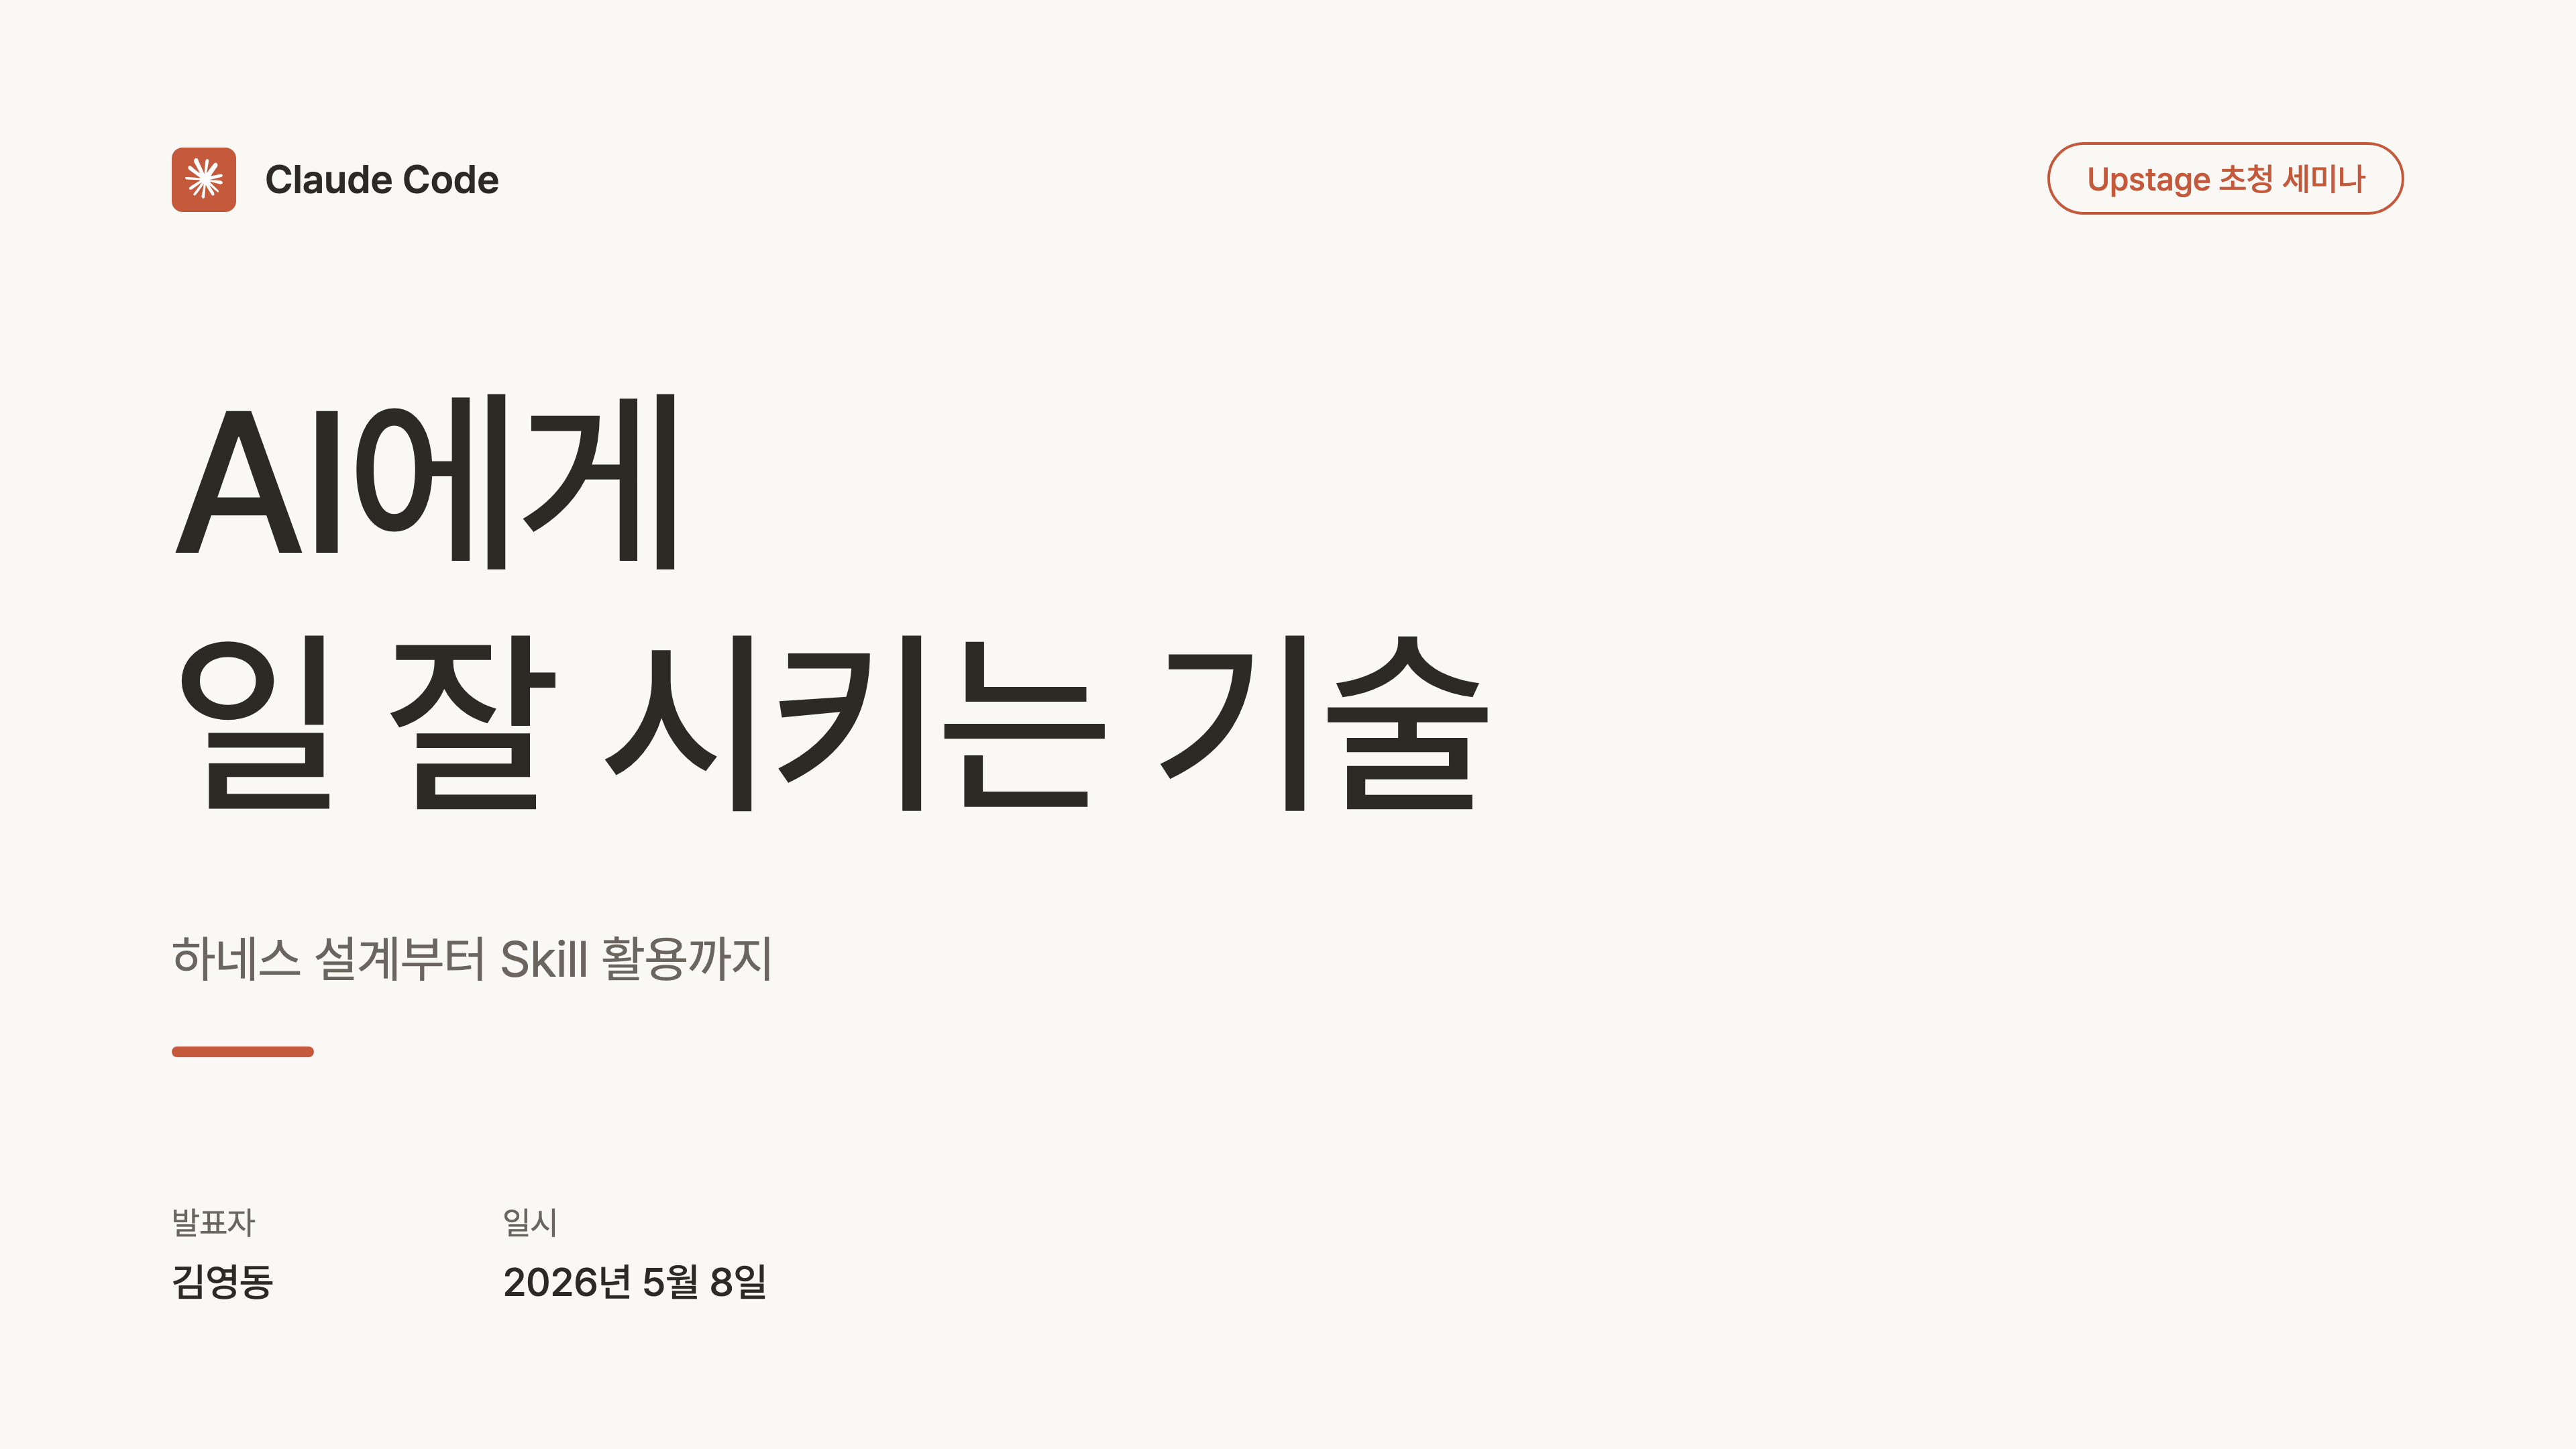 Claude Code
Upstage 초청 세미나
AI에게
일 잘 시키는 기술
하네스 설계부터 Skill 활용까지
발표자
김영동
일시
2026년 5월 8일